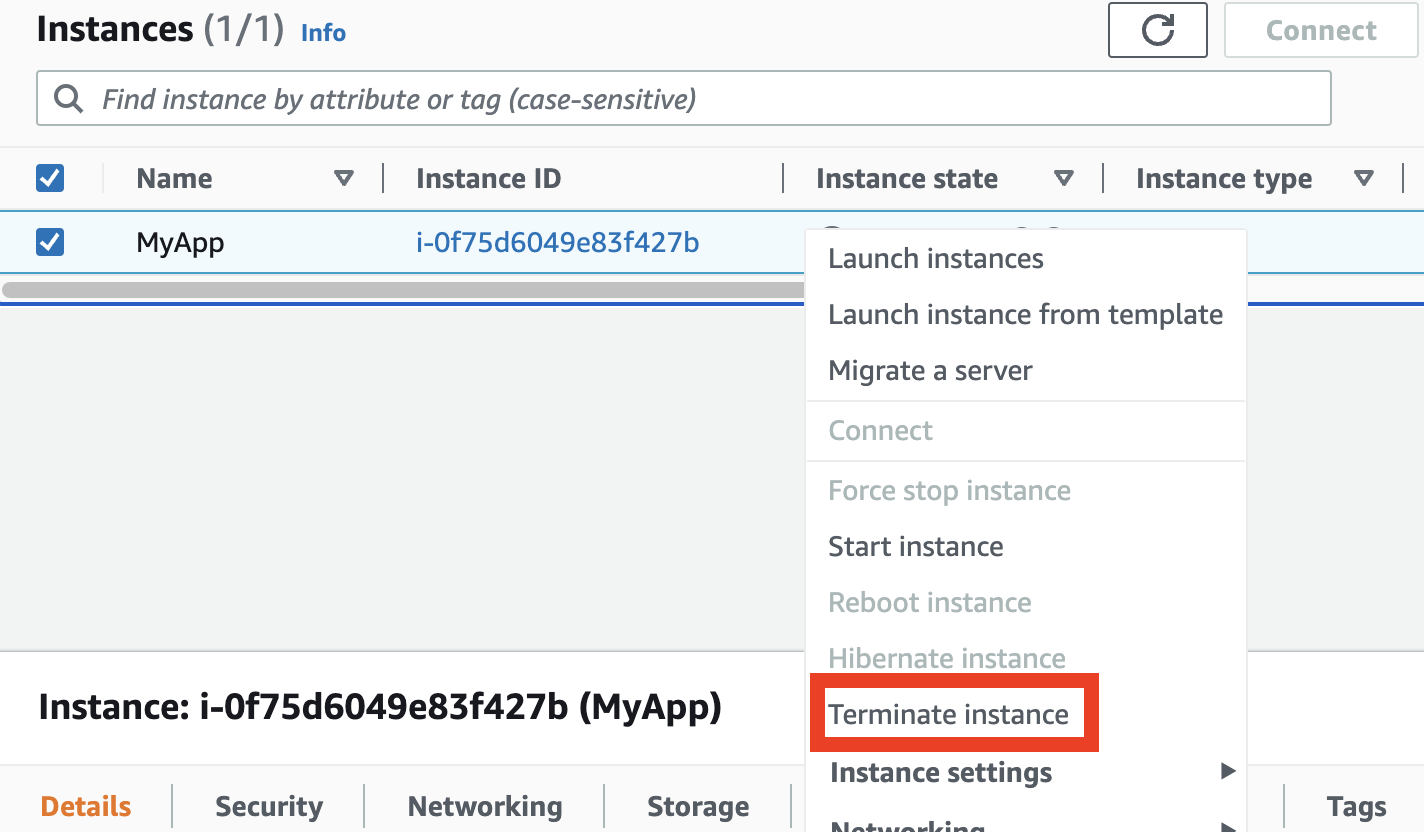 Instances (1/1) Info
Connect
Find instance by attribute or tag (case-sensitive)
Name Instance ID Instance state Instance type
MyApp i-0f75d6049e83f427b
Launch instances
Launch instance from template
Migrate a server
Connect
Force stop instance
Start instance
Reboot instance
Hibernate instance
Terminate instance
Instance settings
Networking
Instance: i-0f75d6049e83f427b (MyApp)
Details Security Networking Storage Tags